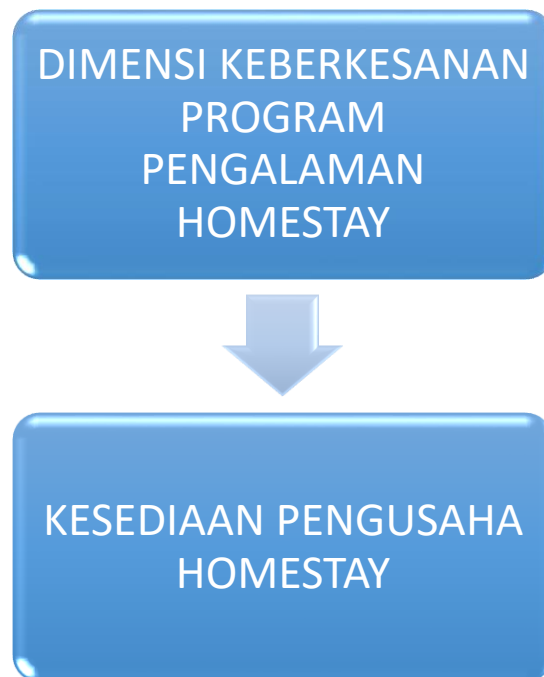 DIMENSI KEBERKESANAN
PROGRAM
PENGALAMAN
HOMESTAY
KESEDIAAN PENGUSAHA
HOMESTAY